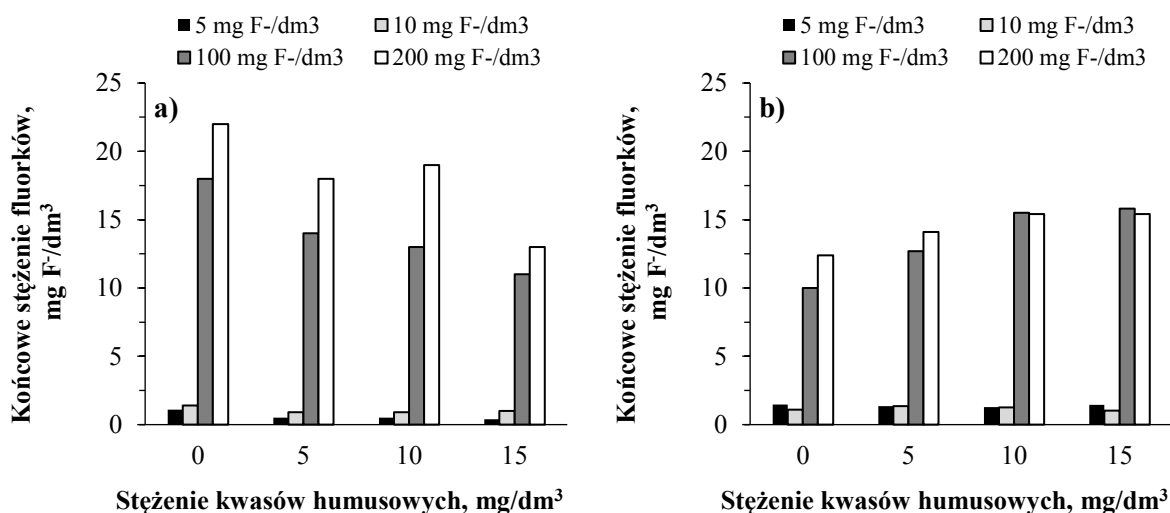 5 mg F-/dm3 10 mg F-/dm3
100 mg F-/dm3 200 mg F-/dm3
a)
Końcowe stężenie fluorków,
mg F-/dm³
25
20
15
10
5
0
0 5 10 15
Stężenie kwasów humusowych, mg/dm³
5 mg F-/dm3 10 mg F-/dm3
100 mg F-/dm3 200 mg F-/dm3
b)
Końcowe stężenie fluorków,
mg F-/dm³
25
20
15
10
5
0
0 5 10 15
Stężenie kwasów humusowych, mg/dm³